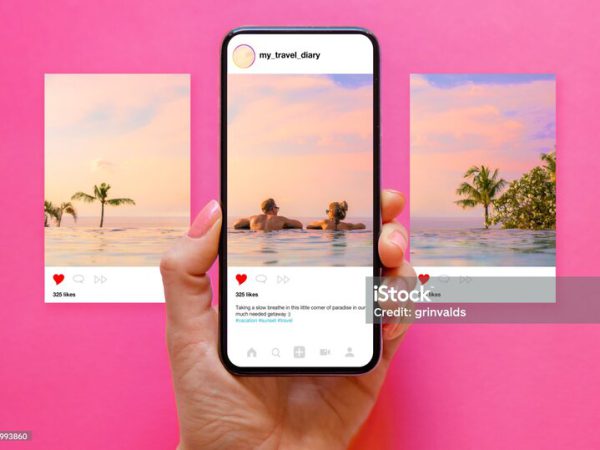 my_travel_diary
325 likes
325 likes
likes
Taking a slow breathe in this little corner of paradise in our
much needed getaway :)
#vacation #sunset #travel
iStock
Credit: grinvalds
993860